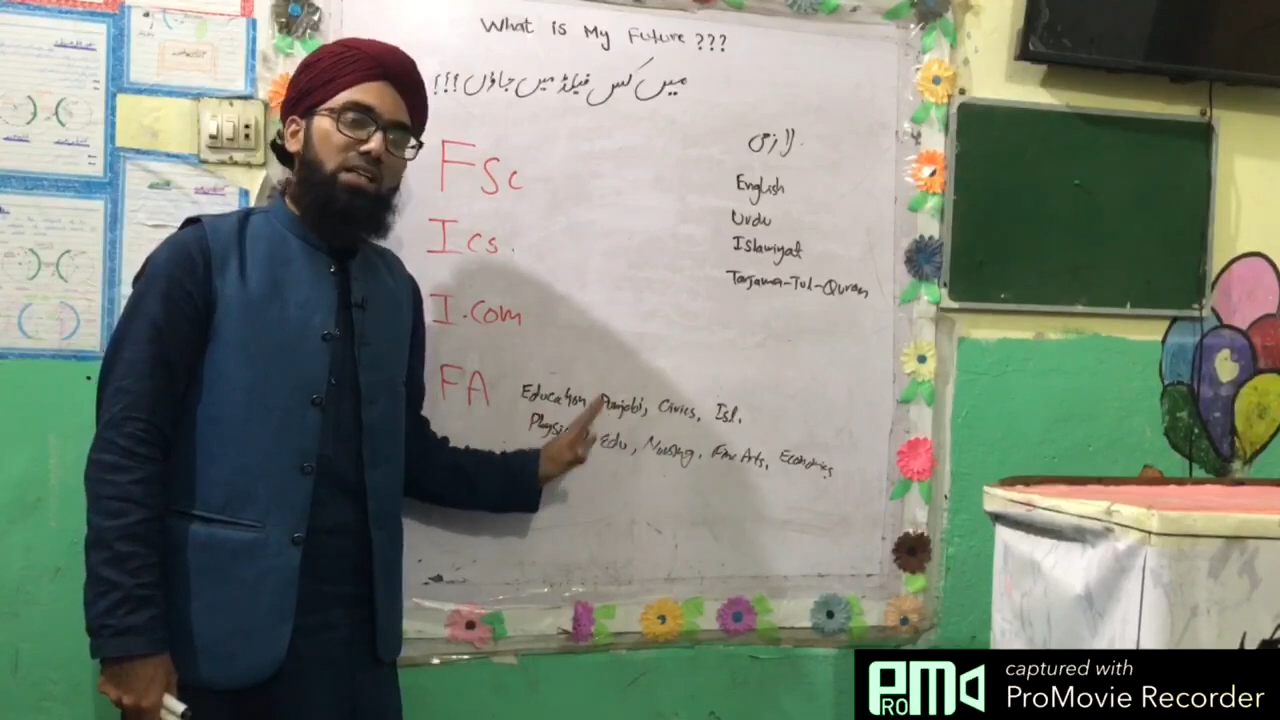 What is My Future ???
میں کس فیلڈ میں جاؤں ؟؟؟
FSc
Ics.
I.com
FA
Education, Punjabi, Civics, Isl.
Edu, Nursing, Fine Arts, Economics
لازمی
English
Urdu
Islamiyat
Tarjama-Tul-Quran
PRO M
captured with
ProMovie Recorder